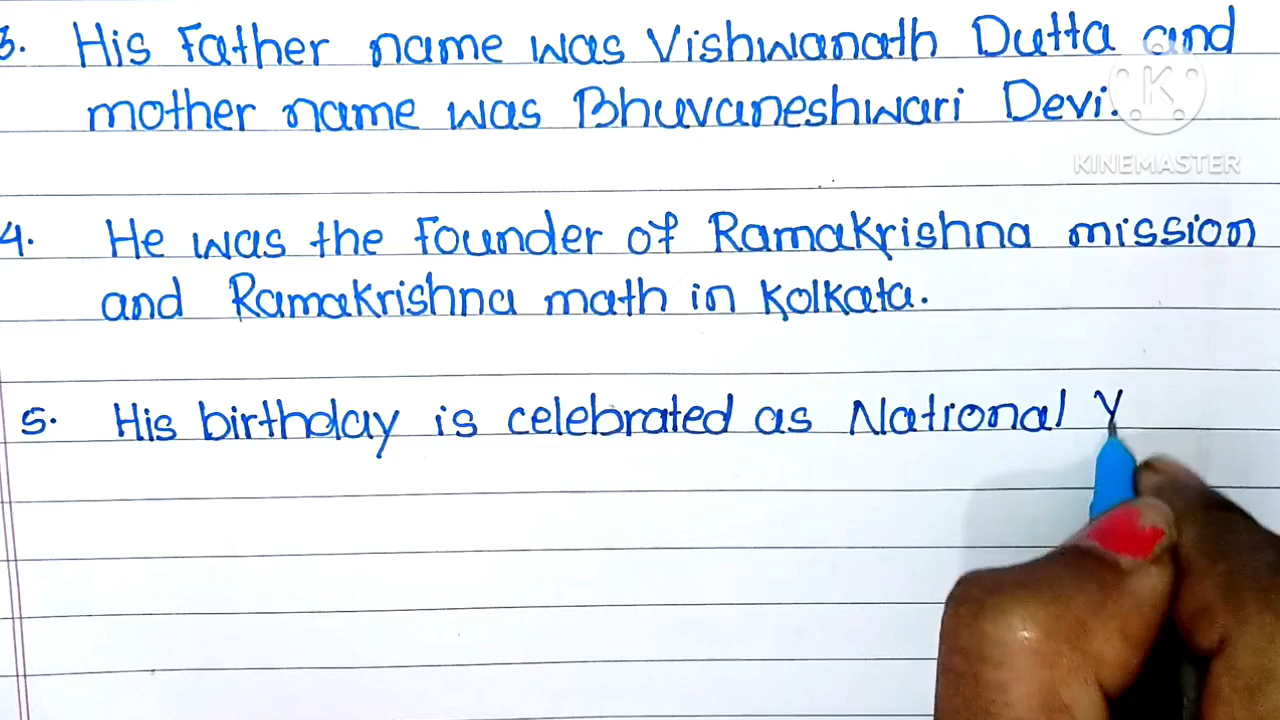 3. His Father name was Vishwanath Dutta and
mother name was Bhuvaneshwari Devi.
KINEMASTER
4. He was the Founder of Ramakrishna mission
and Ramakrishna math in Kolkata.
5. His birthday is celebrated as National Y